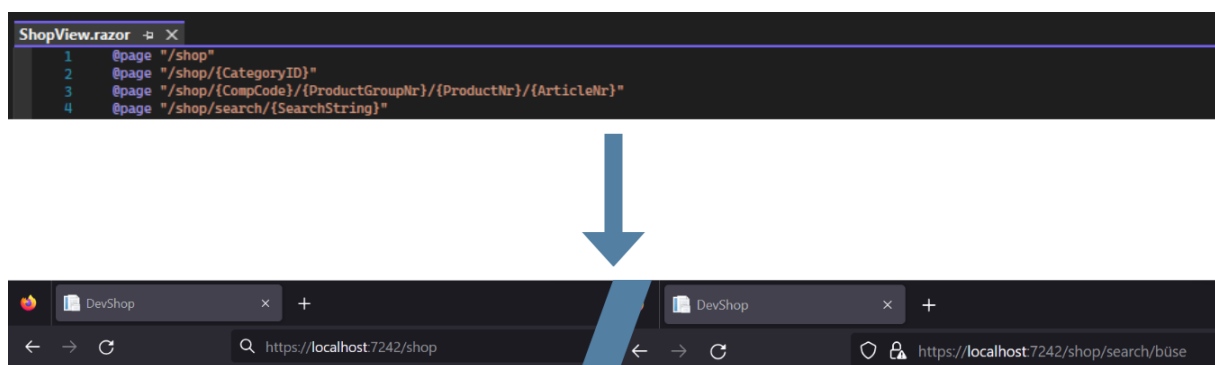 ShopView.razor
1 @page "/shop"
2 @page "/shop/{CategoryID}"
3 @page "/shop/{CompCode}/{ProductGroupNr}/{ProductNr}/{ArticleNr}"
4 @page "/shop/search/{SearchString}"
DevShop
https://localhost:7242/shop
DevShop
https://localhost:7242/shop/search/büse